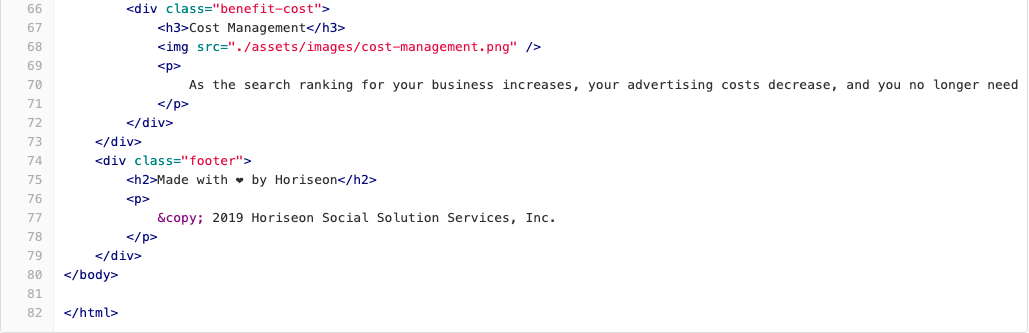 66 <div class="benefit-cost">
67 <h3>Cost Management</h3>
68 <img src="./assets/images/cost-management.png" />
69 <p>
70 As the search ranking for your business increases, your advertising costs decrease, and you no longer need
71 </p>
72 </div>
73 </div>
74 <div class="footer">
75 <h2>Made with ❤ by Horiseon</h2>
76 <p>
77 &copy; 2019 Horiseon Social Solution Services, Inc.
78 </p>
79 </div>
80 </body>
81
82 </html>